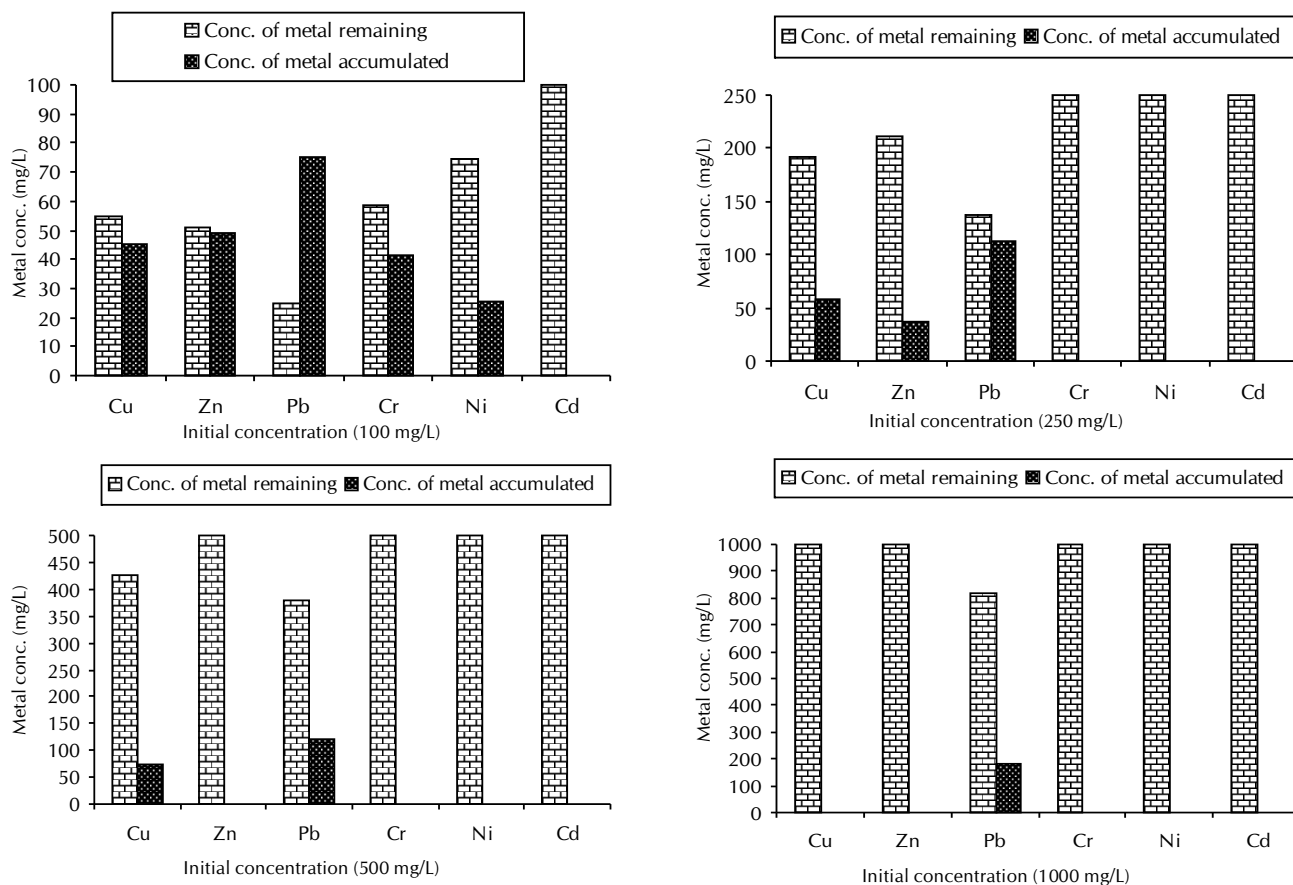 Conc. of metal remaining
Conc. of metal accumulated
Metal conc. (mg/L)
100
90
80
70
60
50
40
30
20
10
0
Cu Zn Pb Cr Ni Cd
Initial concentration (100 mg/L)
Conc. of metal remaining Conc. of metal accumulated
Metal conc. (mg/L)
250
200
150
100
50
0
Cu Zn Pb Cr Ni Cd
Initial concentration (250 mg/L)
Conc. of metal remaining Conc. of metal accumulated
Metal conc. (mg/L)
500
450
400
350
300
250
200
150
100
50
0
Cu Zn Pb Cr Ni Cd
Initial concentration (500 mg/L)
Conc. of metal remaining Conc. of metal accumulated
Metal conc. (mg/L)
1000
900
800
700
600
500
400
300
200
100
0
Cu Zn Pb Cr Ni Cd
Initial concentration (1000 mg/L)